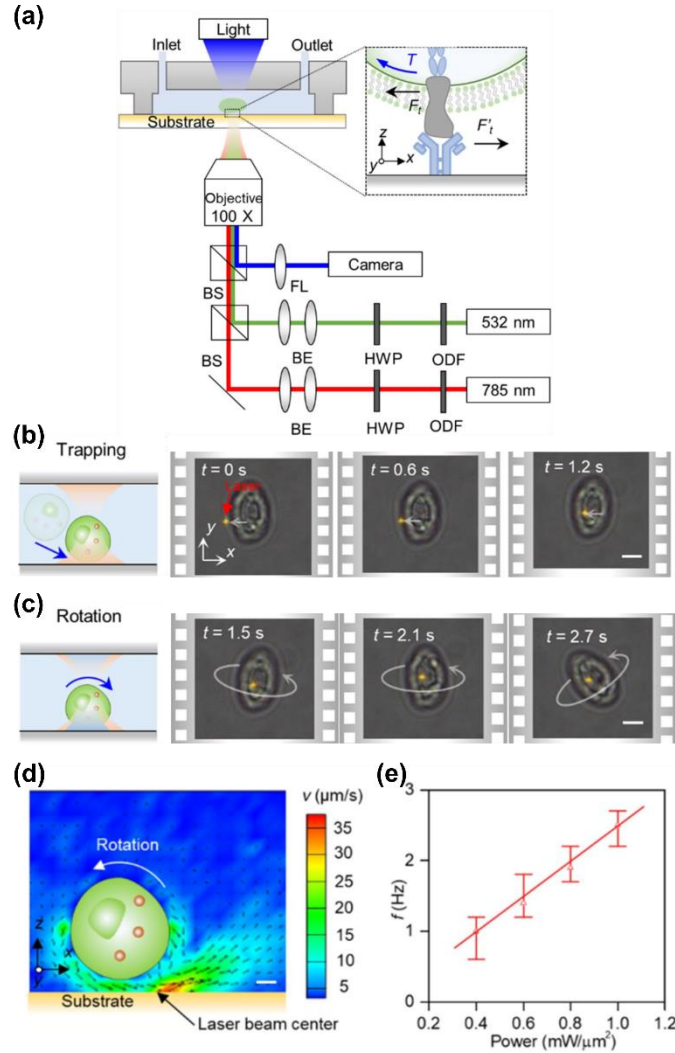 (a)
Light
Inlet
Outlet
Substrate
T
Fₜ
F'ₜ
z
y
x
Objective
100 X
Camera
BS
FL
532 nm
BS
BE
HWP
ODF
785 nm
BE
HWP
ODF
(b)
Trapping
t = 0 s
Laser
y
x
t = 0.6 s
t = 1.2 s
(c)
Rotation
t = 1.5 s
t = 2.1 s
t = 2.7 s
(d)
v (µm/s)
Rotation
35
30
25
20
15
10
5
z
x
y
Substrate
Laser beam center
(e)
3
2
1
0
f (Hz)
0.2 0.4 0.6 0.8 1.0 1.2
Power (mW/µm²)